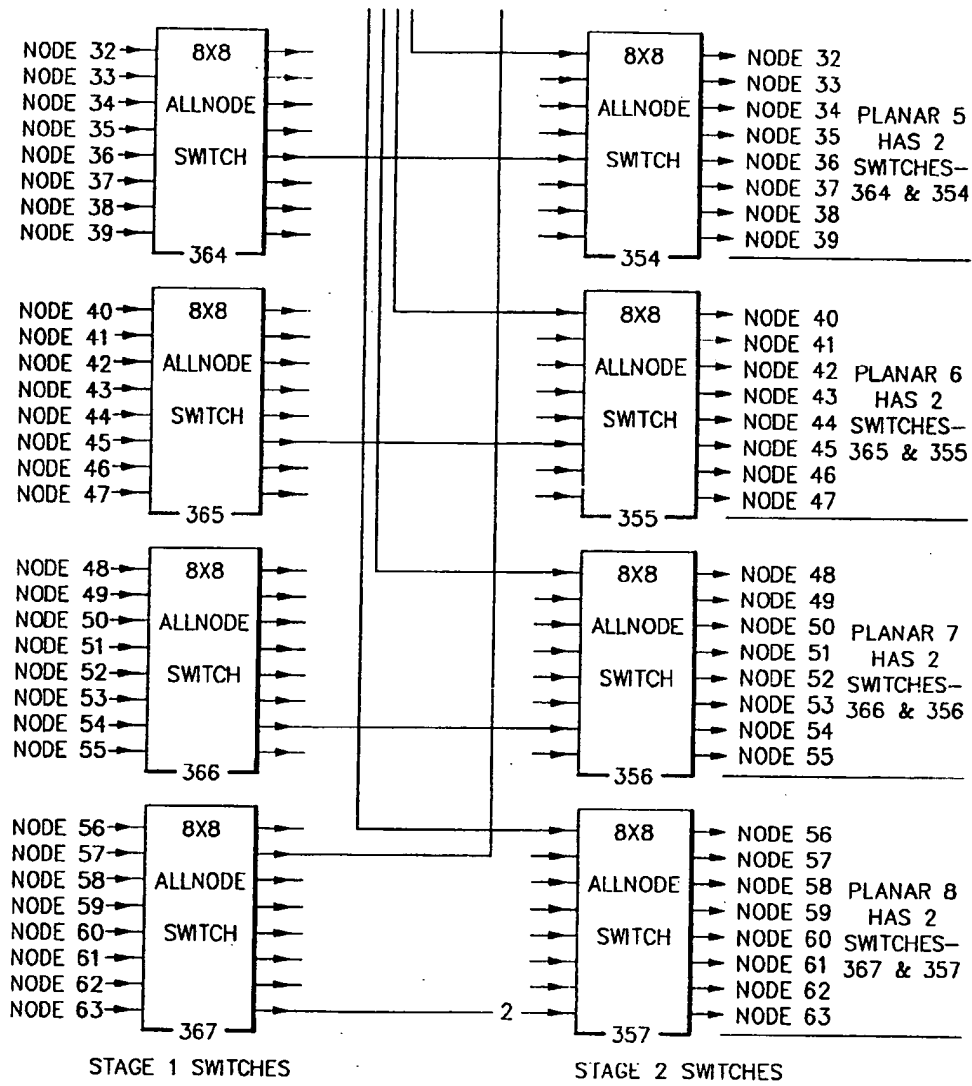 NODE 32
NODE 33
NODE 34
NODE 35
NODE 36
NODE 37
NODE 38
NODE 39
8X8
ALLNODE
SWITCH
364
8X8
ALLNODE
SWITCH
354
NODE 32
NODE 33
NODE 34
NODE 35
NODE 36
NODE 37
NODE 38
NODE 39
PLANAR 5
HAS 2
SWITCHES–
364 & 354
NODE 40
NODE 41
NODE 42
NODE 43
NODE 44
NODE 45
NODE 46
NODE 47
8X8
ALLNODE
SWITCH
365
8X8
ALLNODE
SWITCH
355
NODE 40
NODE 41
NODE 42
NODE 43
NODE 44
NODE 45
NODE 46
NODE 47
PLANAR 6
HAS 2
SWITCHES–
365 & 355
NODE 48
NODE 49
NODE 50
NODE 51
NODE 52
NODE 53
NODE 54
NODE 55
8X8
ALLNODE
SWITCH
366
8X8
ALLNODE
SWITCH
356
NODE 48
NODE 49
NODE 50
NODE 51
NODE 52
NODE 53
NODE 54
NODE 55
PLANAR 7
HAS 2
SWITCHES–
366 & 356
NODE 56
NODE 57
NODE 58
NODE 59
NODE 60
NODE 61
NODE 62
NODE 63
8X8
ALLNODE
SWITCH
367
2
8X8
ALLNODE
SWITCH
357
NODE 56
NODE 57
NODE 58
NODE 59
NODE 60
NODE 61
NODE 62
NODE 63
PLANAR 8
HAS 2
SWITCHES–
367 & 357
STAGE 1 SWITCHES
STAGE 2 SWITCHES